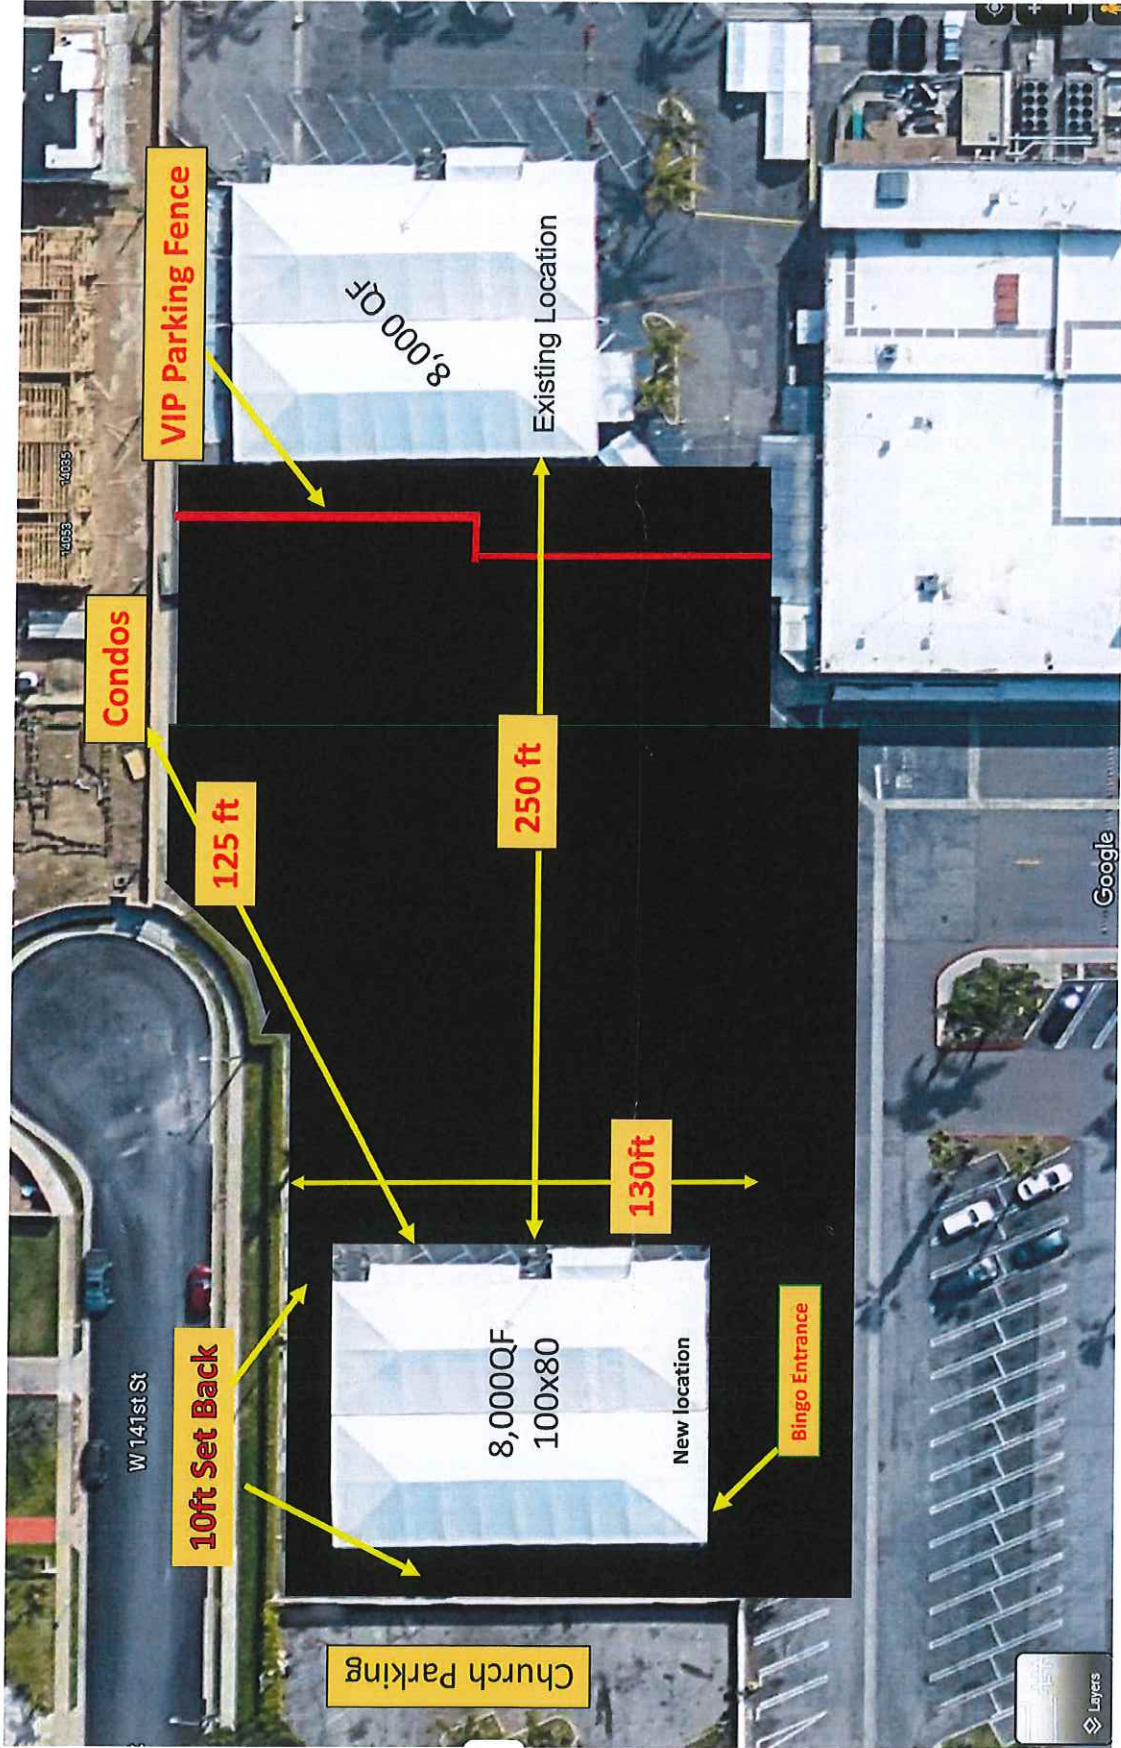 W 141st St
10ft Set Back
Church Parking
125 ft
Condos
14053
14035
VIP Parking Fence
8,000QF
100x80
New location
130ft
250 ft
8,000 QF
Existing Location
Bingo Entrance
Google
Layers